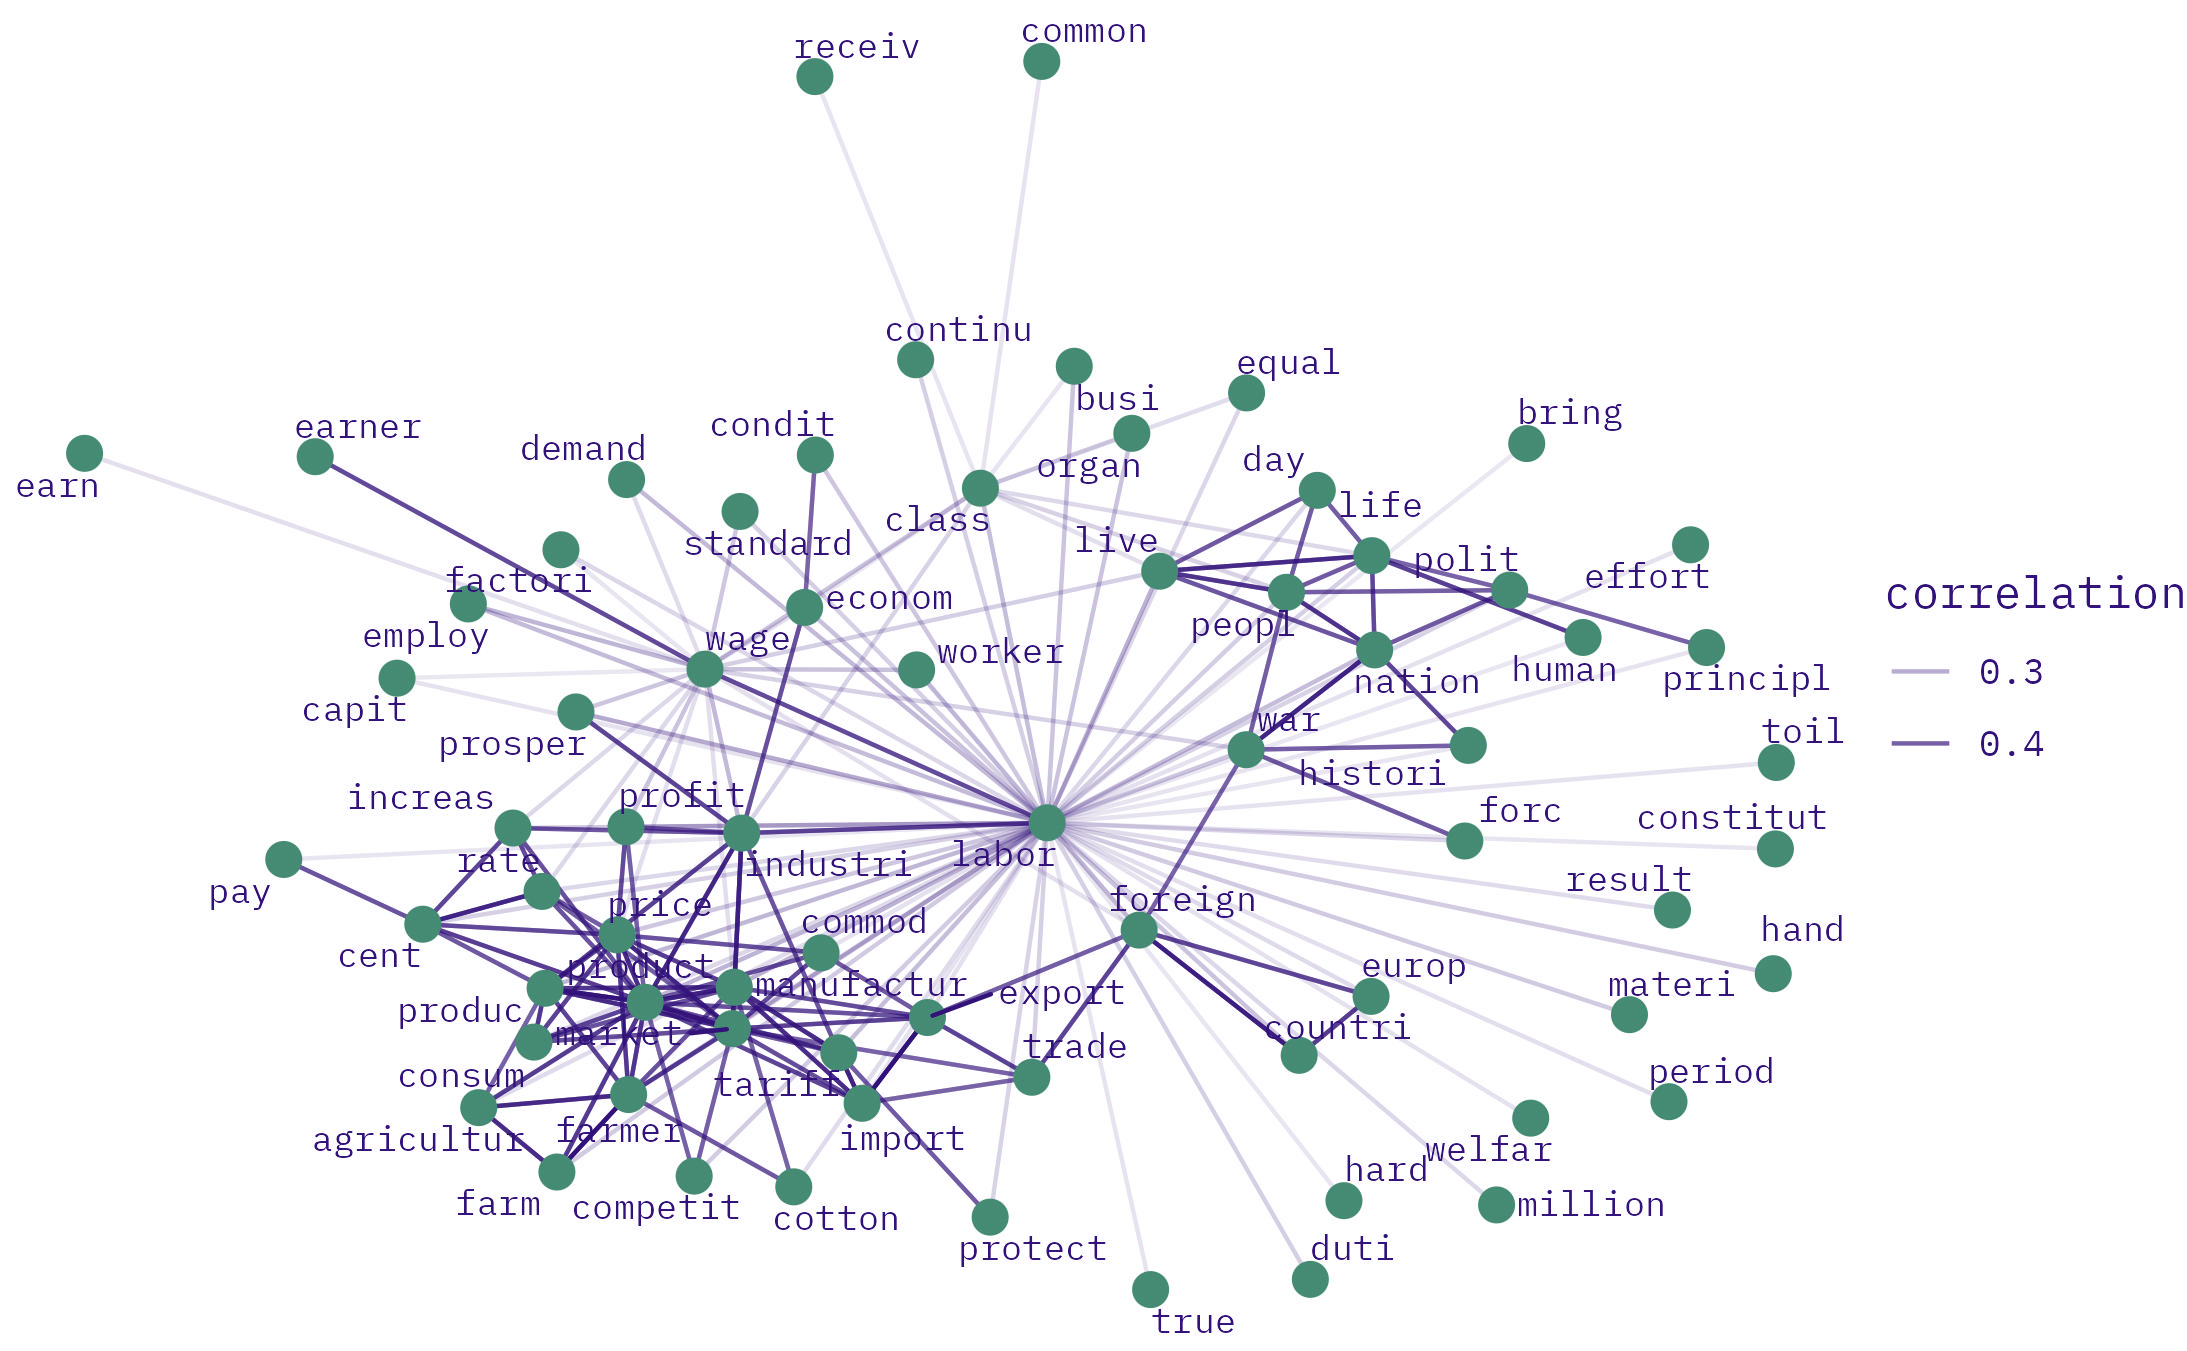 common
receiv
continu
equal
busi
bring
condit
earner
demand
day
organ
earn
life
class
live
standard
polit
effort
factori
correlation
econom
peopl
employ
wage
worker
human
0.3
nation
principl
capit
war
toil
prosper
0.4
histori
increas
profit
forc
constitut
labor
rate
industri
result
pay
price
foreign
commod
hand
cent
product
europ
manufactur
export
materi
produc
market
countri
trade
consum
tariff
period
agricultur
farmer
import
welfar
hard
farm
competit
cotton
million
protect
duti
true